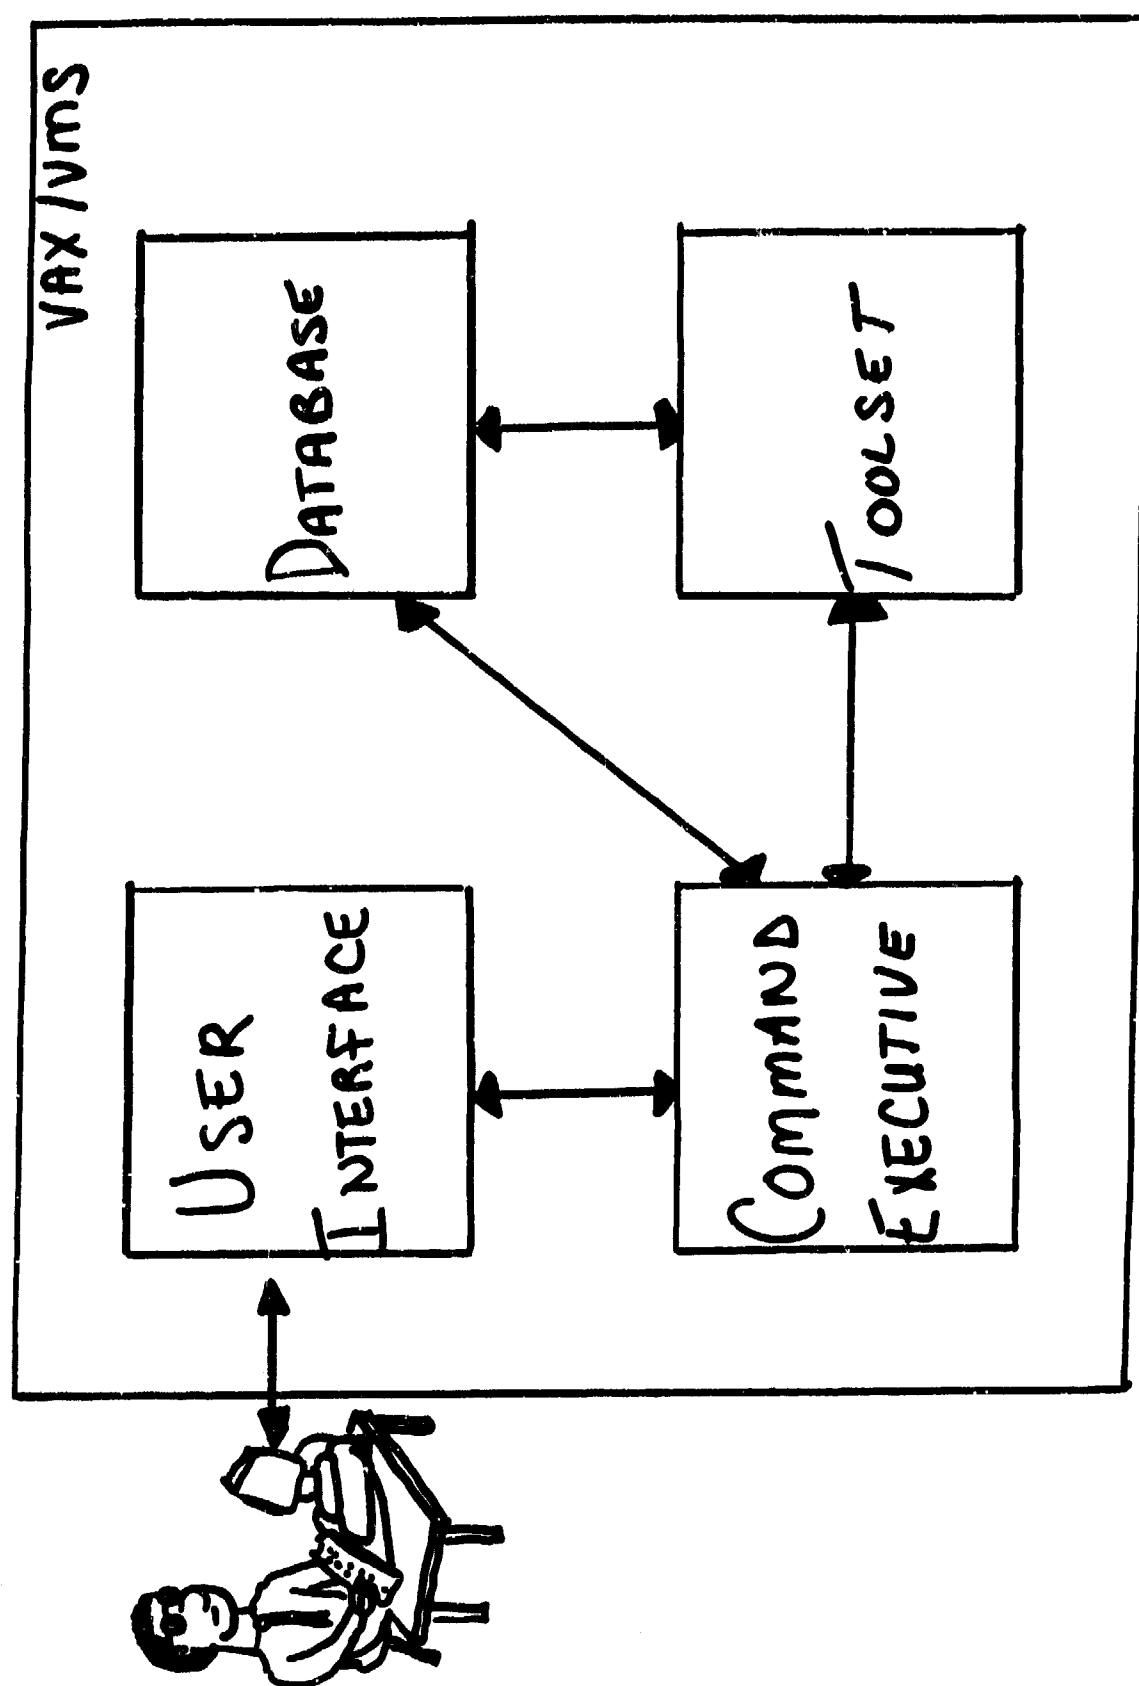 VAX/VMS
USER
INTERFACE
DATABASE
COMMAND
EXECUTIVE
TOOLSET